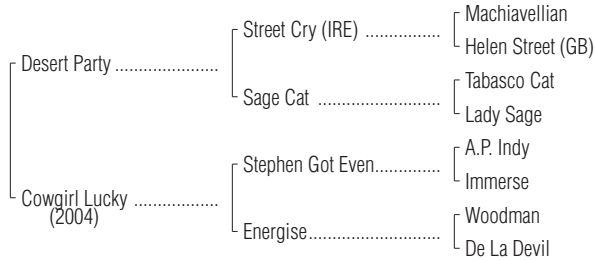 Machiavellian
Street Cry (IRE) ................
Helen Street (GB)
Desert Party ......................
Tabasco Cat
Sage Cat ..........................
Lady Sage
A.P. Indy
Stephen Got Even..............
Immerse
Cowgirl Lucky ..................
(2004)
Woodman
Energise............................
De La Devil